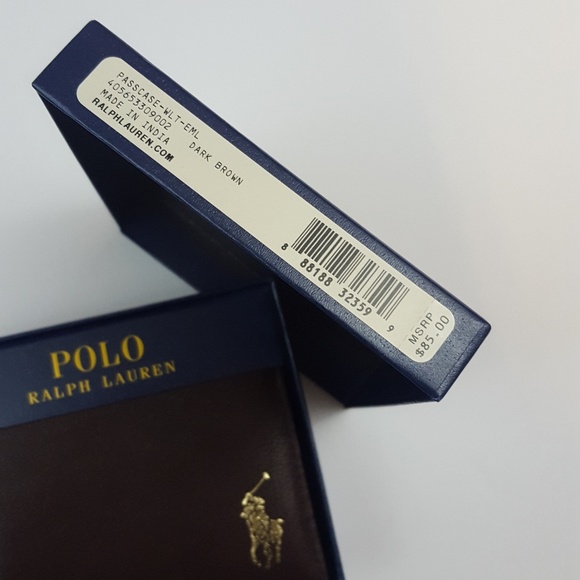 PASSCASE-WLT-EML
405653309002
MADE IN INDIA DARK BROWN
RALPHLAUREN.COM
8 88188 32359 9
MSRP
$85.00
POLO
RALPH LAUREN